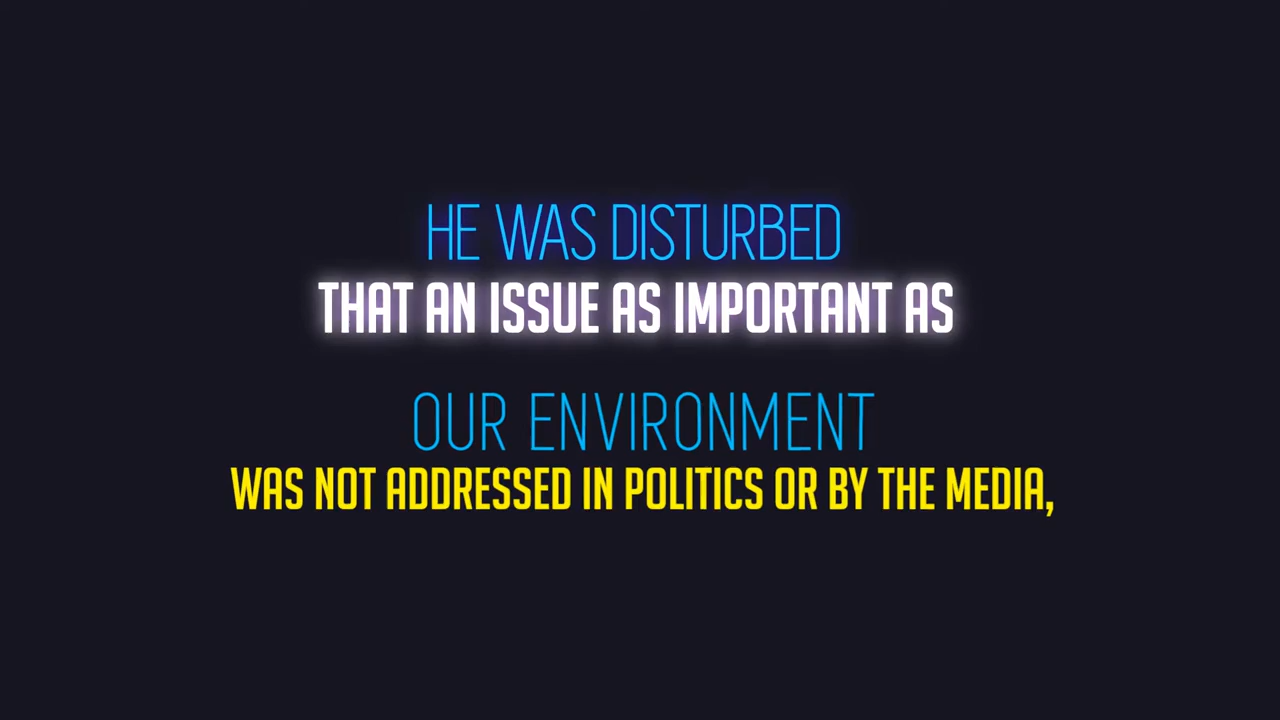 HE WAS DISTURBED
THAT AN ISSUE AS IMPORTANT AS
OUR ENVIRONMENT
WAS NOT ADDRESSED IN POLITICS OR BY THE MEDIA,